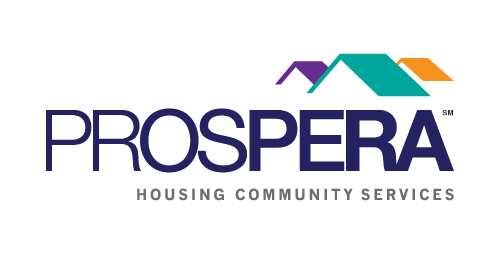 PROSPERA℠
HOUSING COMMUNITY SERVICES